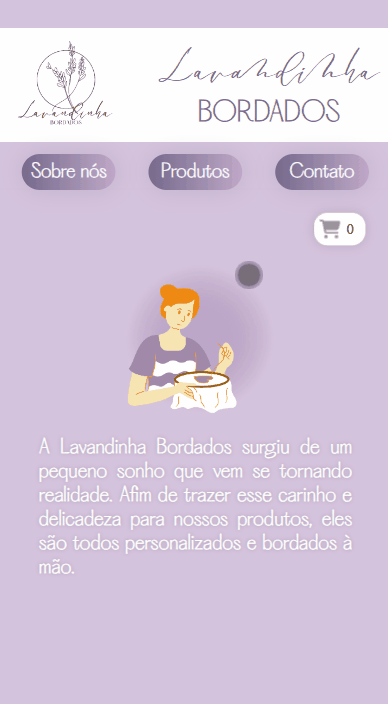 Lavandinha
BORDADOS
Lavandinha
BORDADOS
Sobre nós
Produtos
Contato
0
A Lavandinha Bordados surgiu de um
pequeno sonho que vem se tornando
realidade. Afim de trazer esse carinho e
delicadeza para nossos produtos, eles
são todos personalizados e bordados à
mão.